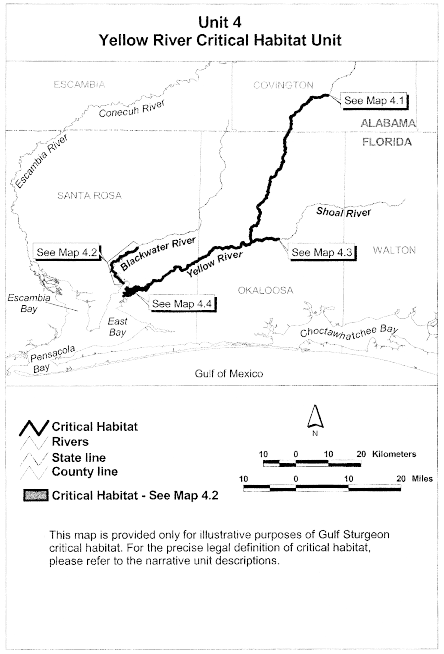 Unit 4
Yellow River Critical Habitat Unit
ESCAMBIA
COVINGTON
Conecuh River
See Map 4.1
ALABAMA
FLORIDA
Escambia River
SANTA ROSA
Shoal River
Blackwater River
See Map 4.2
See Map 4.3
WALTON
Yellow River
OKALOOSA
Escambia
Bay
See Map 4.4
East
Bay
Choctawhatchee Bay
Pensacola
Bay
Gulf of Mexico
Critical Habitat
Rivers
State line
County line
Critical Habitat - See Map 4.2
N
10 0 10 20 Kilometers
10 0 10 20 Miles
This map is provided only for illustrative purposes of Gulf Sturgeon
critical habitat. For the precise legal definition of critical habitat,
please refer to the narrative unit descriptions.